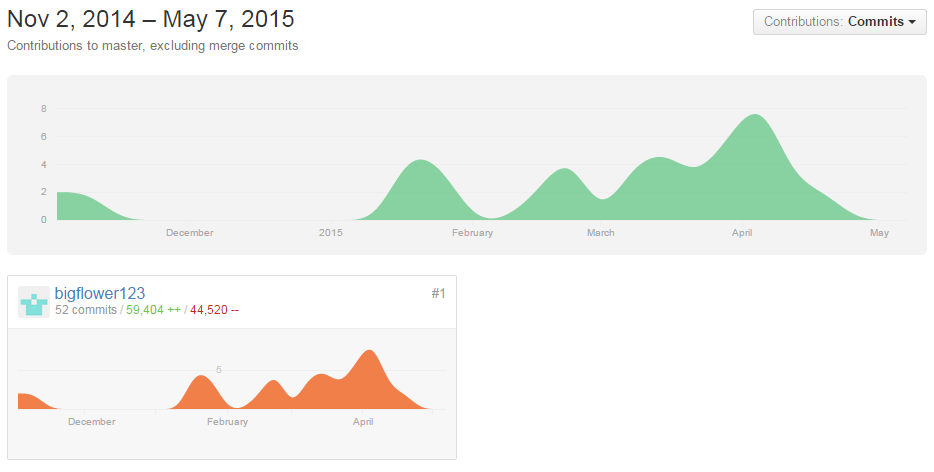 Nov 2, 2014 – May 7, 2015
Contributions: Commits
Contributions to master, excluding merge commits
8
6
4
2
0
December 2015 February March April May
bigflower123 #1
52 commits / 59,404 ++ / 44,520 --
5
December February April